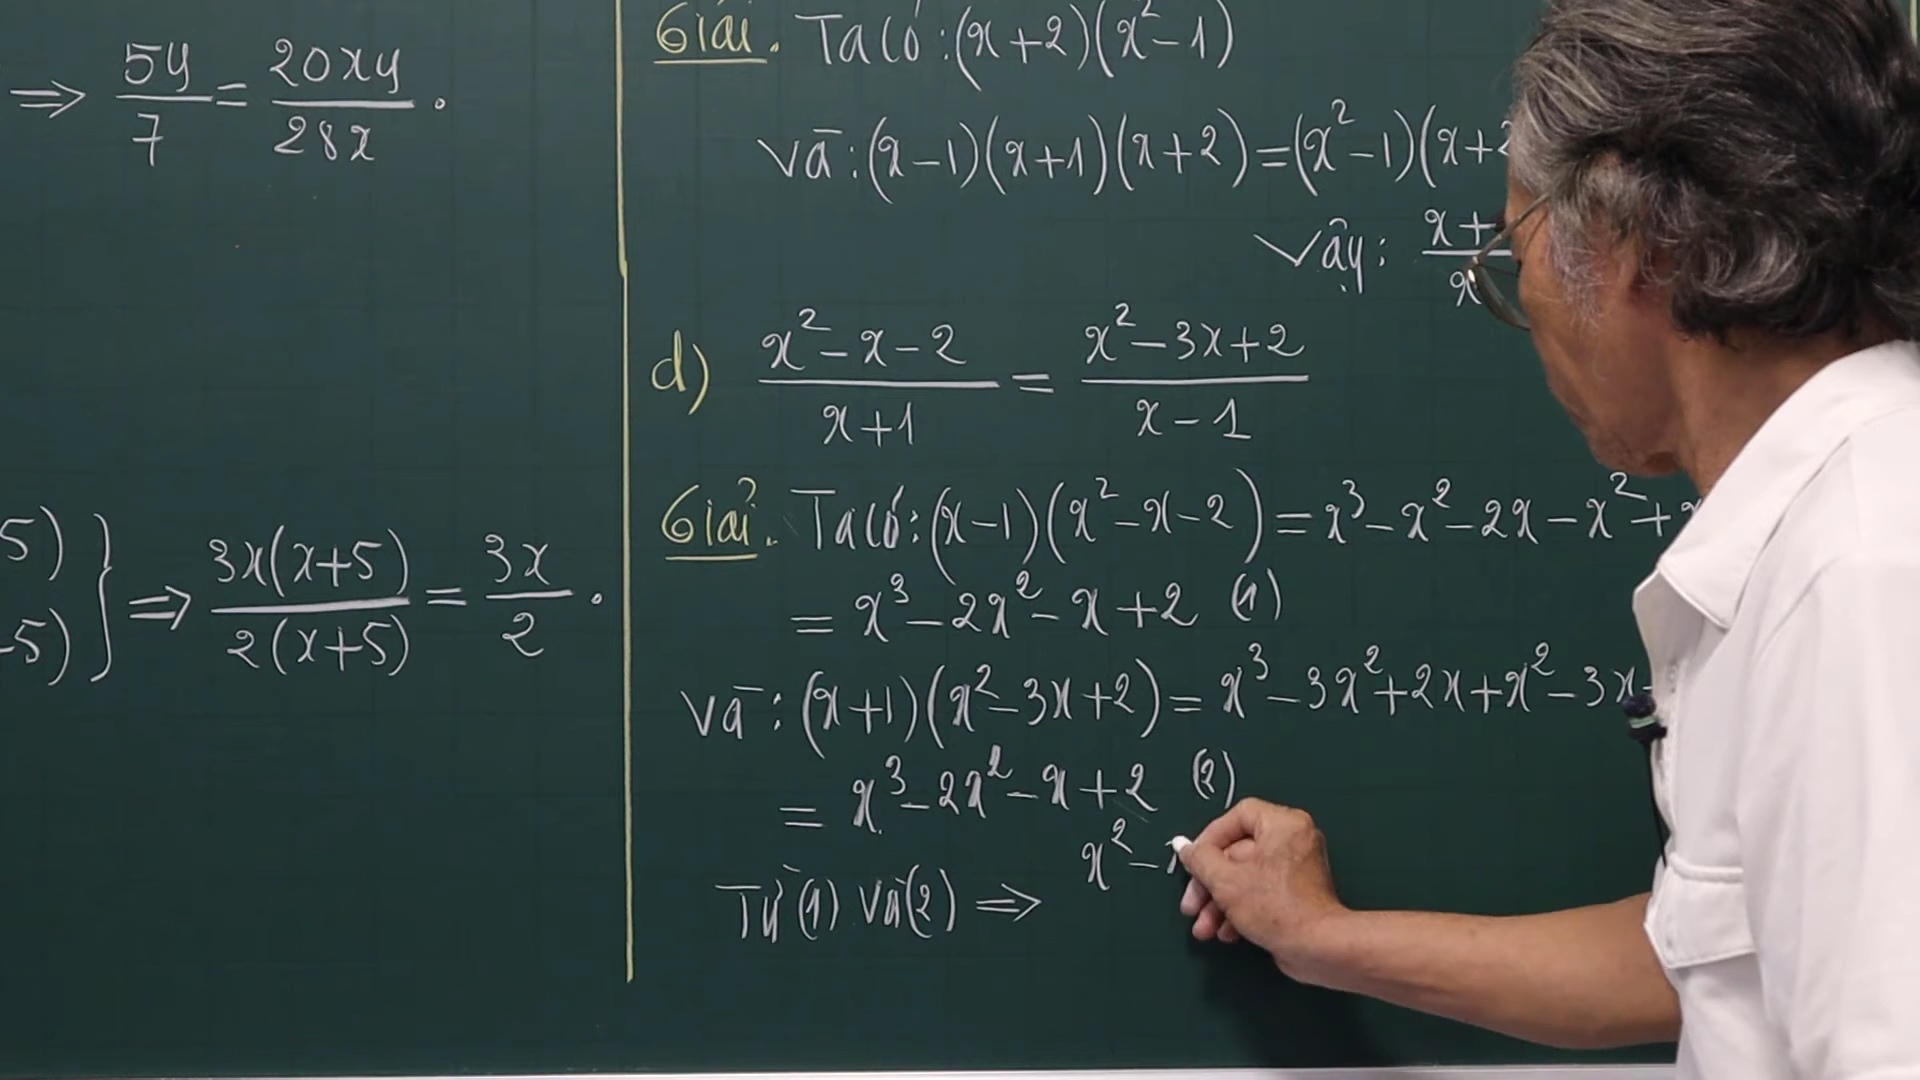 ⇒ 5y/7 = 20xy/28x .
5)
-5) } ⇒ 3x(x+5)/2(x+5) = 3x/2 .
Giải. Ta có: (x+2)(x²-1)
và: (x-1)(x+1)(x+2)=(x²-1)(x+2
Vậy: x+/x
d) x²-x-2/x+1 = x²-3x+2/x-1
Giải. Ta có: (x-1)(x²-x-2)=x³-x²-2x-x²+x
= x³-2x²-x+2 (1)
và: (x+1)(x²-3x+2)=x³-3x²+2x+x²-3x
= x³-2x²-x+2 (2)
Từ (1) và (2) ⇒ x²-